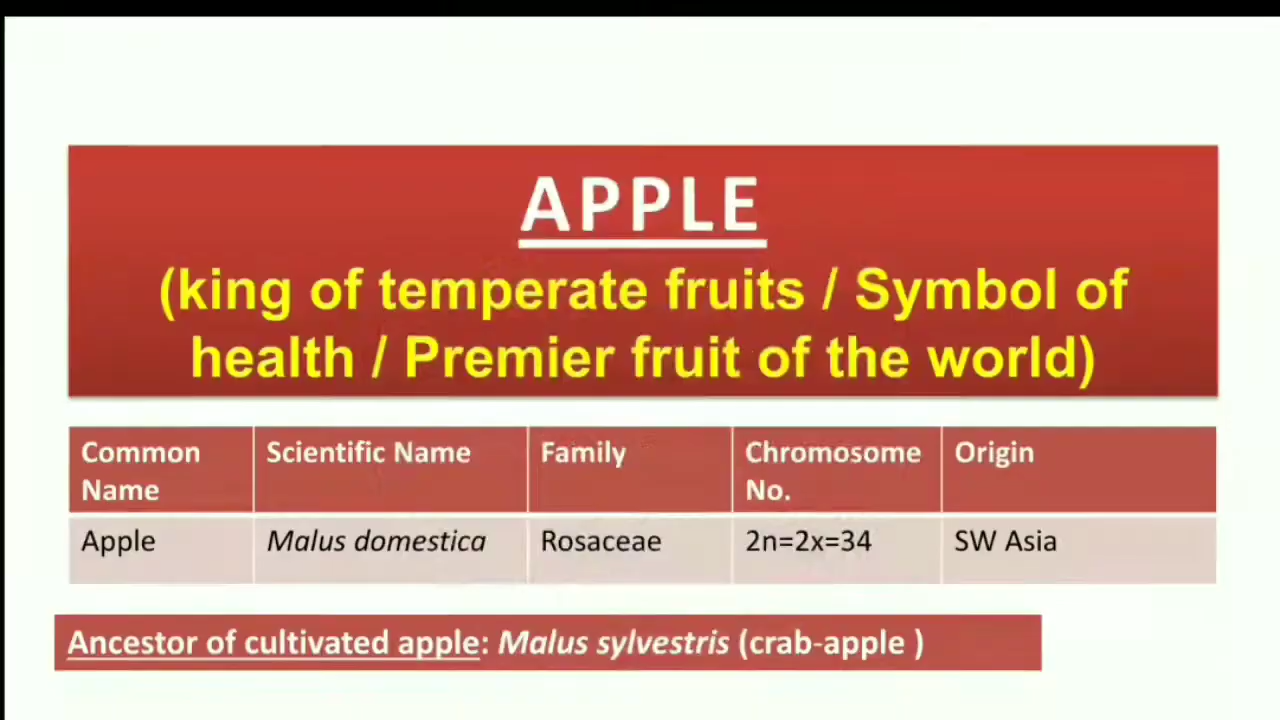 APPLE
(king of temperate fruits / Symbol of
health / Premier fruit of the world)
Common Name | Scientific Name | Family | Chromosome No. | Origin
Apple | Malus domestica | Rosaceae | 2n=2x=34 | SW Asia
Ancestor of cultivated apple: Malus sylvestris (crab-apple )